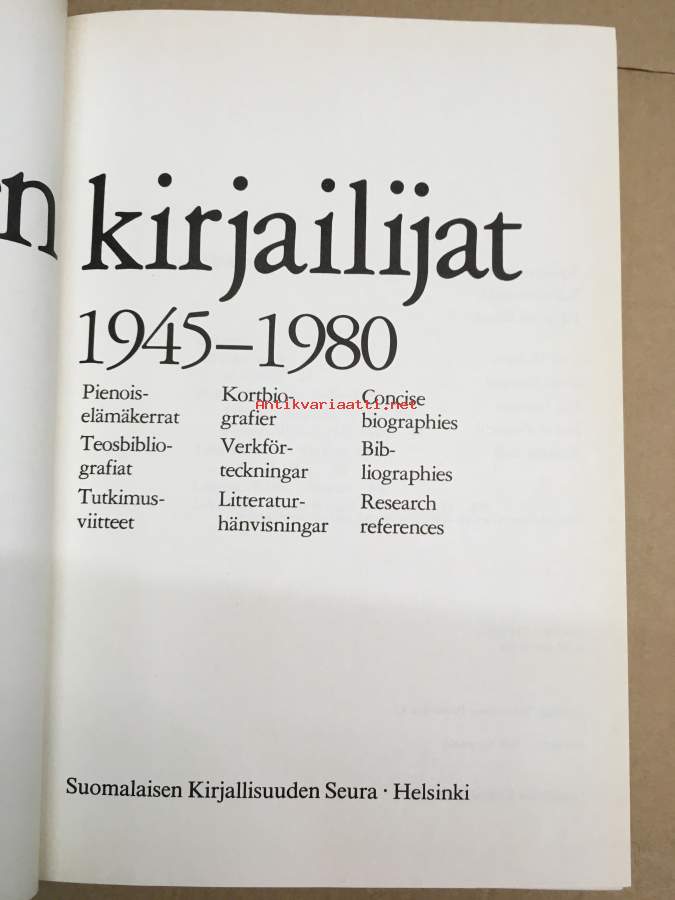 n kirjailijat
1945–1980
Pienois-
elämäkerrat
Teosbiblio-
grafiat
Tutkimus-
viitteet
Kortbio-
grafier
Verkför-
teckningar
Litteratur-
hänvisningar
Concise
biographies
Bib-
liographies
Research
references
Antikvariaatti.net
Suomalaisen Kirjallisuuden Seura · Helsinki